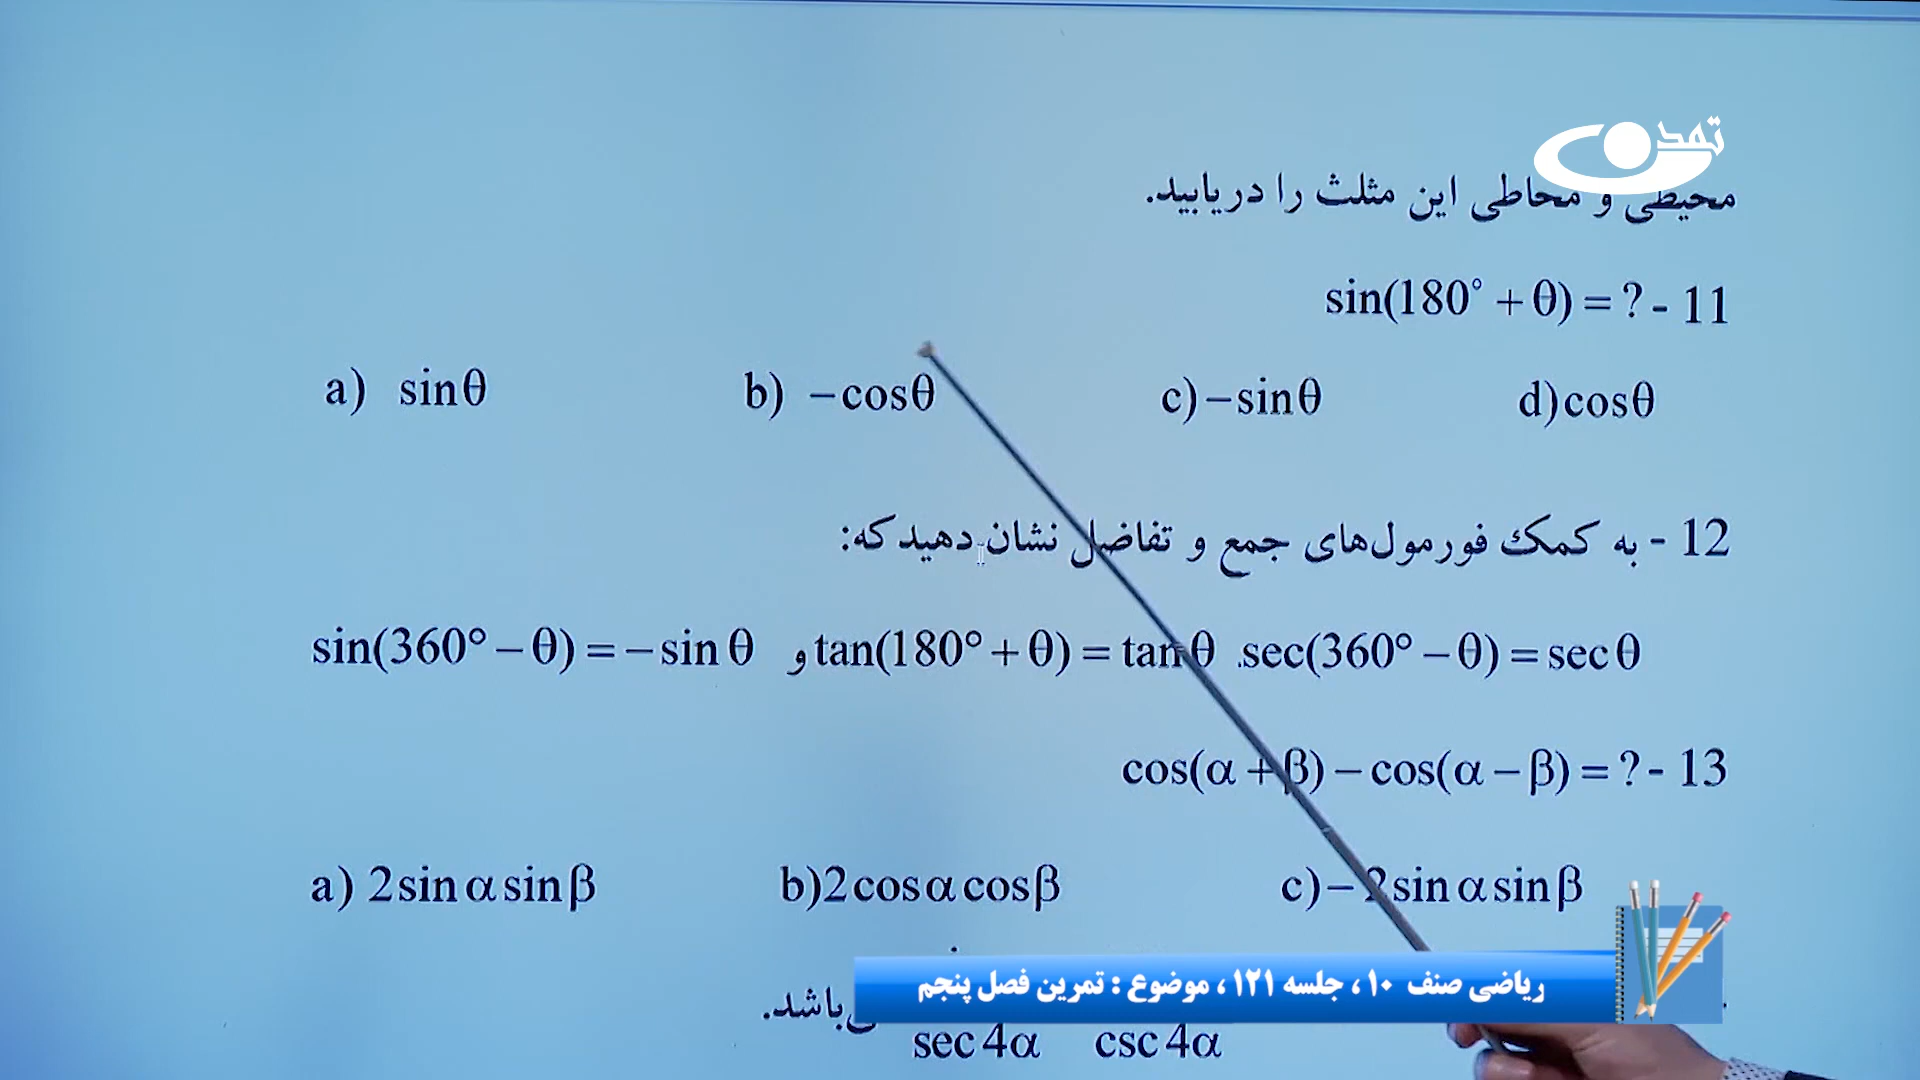 تمدن
محیطی و محاطی این مثلث را دریابید.
11 - sin(180° + θ) = ?
a) sinθ b) −cosθ c) −sinθ d) cosθ
12 - به کمک فورمول‌های جمع و تفاضل نشان دهید که:
sin(360° − θ) = − sin θ و tan(180° + θ) = tan θ .sec(360° − θ) = sec θ
13 - cos(α + β) − cos(α − β) = ?
a) 2sin α sin β b) 2cos α cos β c) − 2sin α sin β
ریاضی صنف ۱۰ ، جلسه ۱۲۱ ، موضوع : تمرین فصل پنجم
باشد.
sec 4α csc 4α